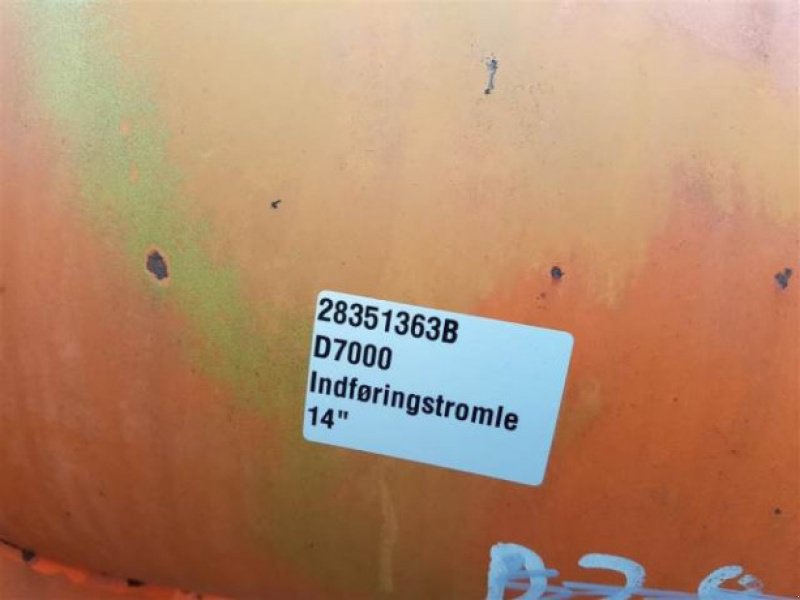 28351363B
D7000
Indføringstromle
14"